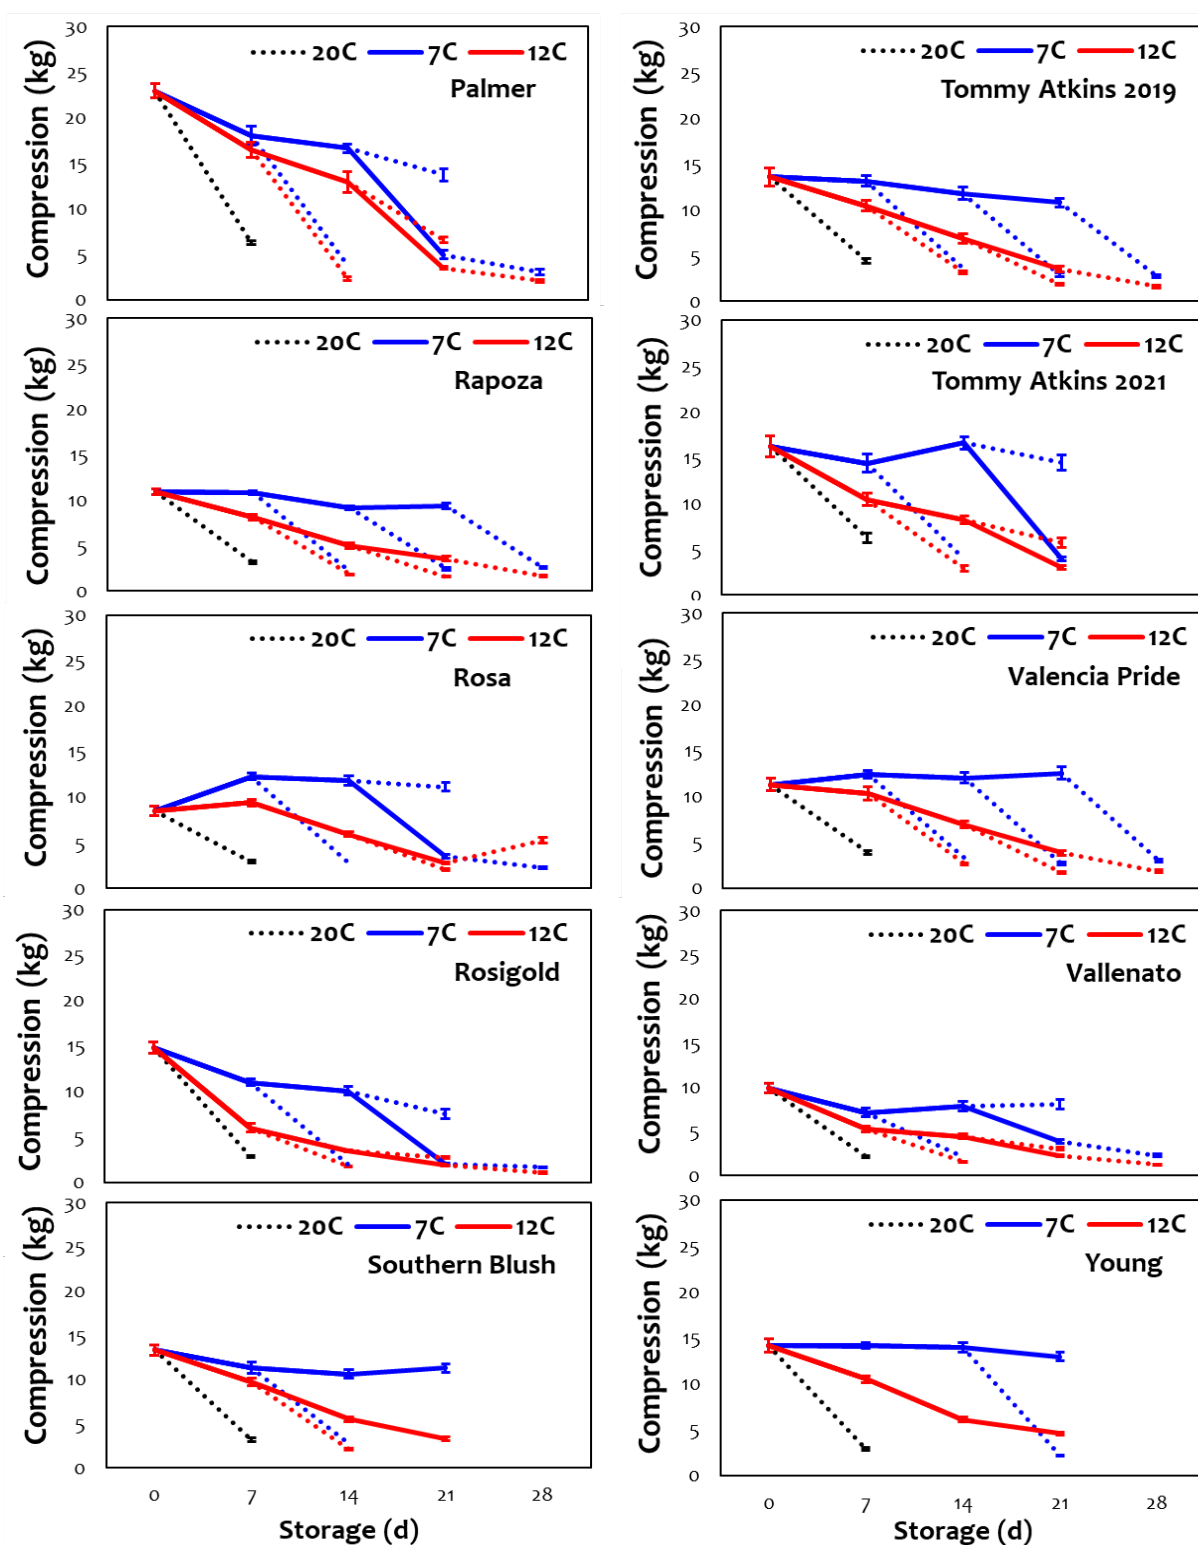 Compression (kg)
30
25
20
15
10
5
0
20C 7C 12C
Palmer
Compression (kg)
30
25
20
15
10
5
0
20C 7C 12C
Tommy Atkins 2019
Compression (kg)
30
25
20
15
10
5
0
20C 7C 12C
Rapoza
Compression (kg)
30
25
20
15
10
5
0
20C 7C 12C
Tommy Atkins 2021
Compression (kg)
30
25
20
15
10
5
0
20C 7C 12C
Rosa
Compression (kg)
30
25
20
15
10
5
0
20C 7C 12C
Valencia Pride
Compression (kg)
30
25
20
15
10
5
0
20C 7C 12C
Rosigold
Compression (kg)
30
25
20
15
10
5
0
20C 7C 12C
Vallenato
Compression (kg)
30
25
20
15
10
5
0
20C 7C 12C
Southern Blush
0 7 14 21 28
Storage (d)
Compression (kg)
30
25
20
15
10
5
0
20C 7C 12C
Young
0 7 14 21 28
Storage (d)